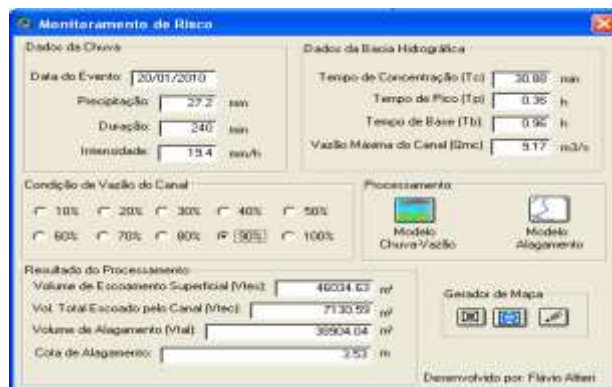 Monitoramento de Risco
Dados da Chuva
Data do Evento: 20/01/2010
Precipitação: 27.2 mm
Duração: 240 min
Intensidade: 19.4 mm/h
Dados da Bacia Hidrográfica
Tempo de Concentração (Tc) 30.88 min
Tempo de Pico (Tp) 0.36 h
Tempo de Base (Tb) 0.96 h
Vazão Máxima do Canal (Qmc) 9.17 m3/s
Condição de Vazão do Canal
10% 20% 30% 40% 50%
60% 70% 80% 90% 100%
Processamento
Modelo Chuva-Vazão
Modelo Alagamento
Resultado do Processamento
Volume de Escoamento Superficial (Vtes): 46034.63 m³
Vol. Total Escoado pelo Canal (Vtec): 7130.59 m³
Volume de Alagamento (Vtal): 38904.04 m³
Cota de Alagamento: 3.53 m
Gerador de Mapa
Desenvolvido por: Flávio Altieri